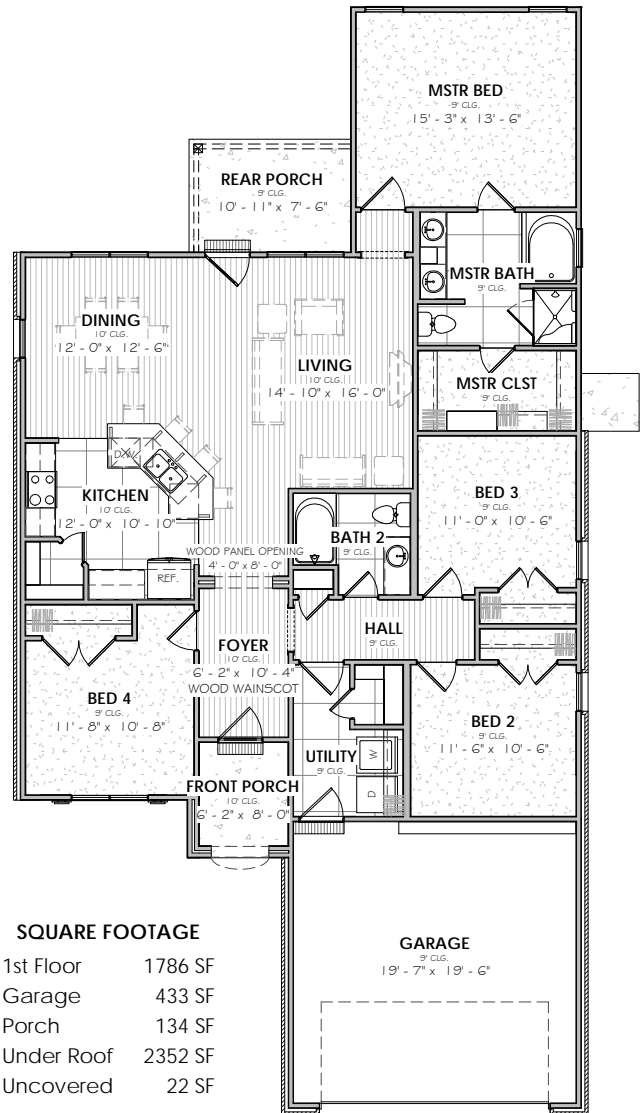 MSTR BED
9' CLG.
15' - 3" x 13' - 6"
REAR PORCH
9' CLG.
10' - 11" x 7' - 6"
MSTR BATH
9' CLG.
DINING
10' CLG.
12' - 0" x 12' - 6"
LIVING
10' CLG.
14' - 10" x 16' - 0"
MSTR CLST
9' CLG.
D.W.
KITCHEN
10' CLG.
12' - 0" x 10' - 10"
BED 3
9' CLG.
11' - 0" x 10' - 6"
BATH 2
9' CLG.
WOOD PANEL OPENING
4' - 0" x 8' - 0"
REF.
FOYER
10' CLG.
6' - 2" x 10' - 4"
WOOD WAINSCOT
HALL
9' CLG.
BED 4
9' CLG.
11' - 8" x 10' - 8"
BED 2
9' CLG.
11' - 6" x 10' - 6"
UTILITY
9' CLG.
W
D
FRONT PORCH
10' CLG.
6' - 2" x 8' - 0"
GARAGE
9' CLG.
19' - 7" x 19' - 6"
SQUARE FOOTAGE
1st Floor 1786 SF
Garage 433 SF
Porch 134 SF
Under Roof 2352 SF
Uncovered 22 SF